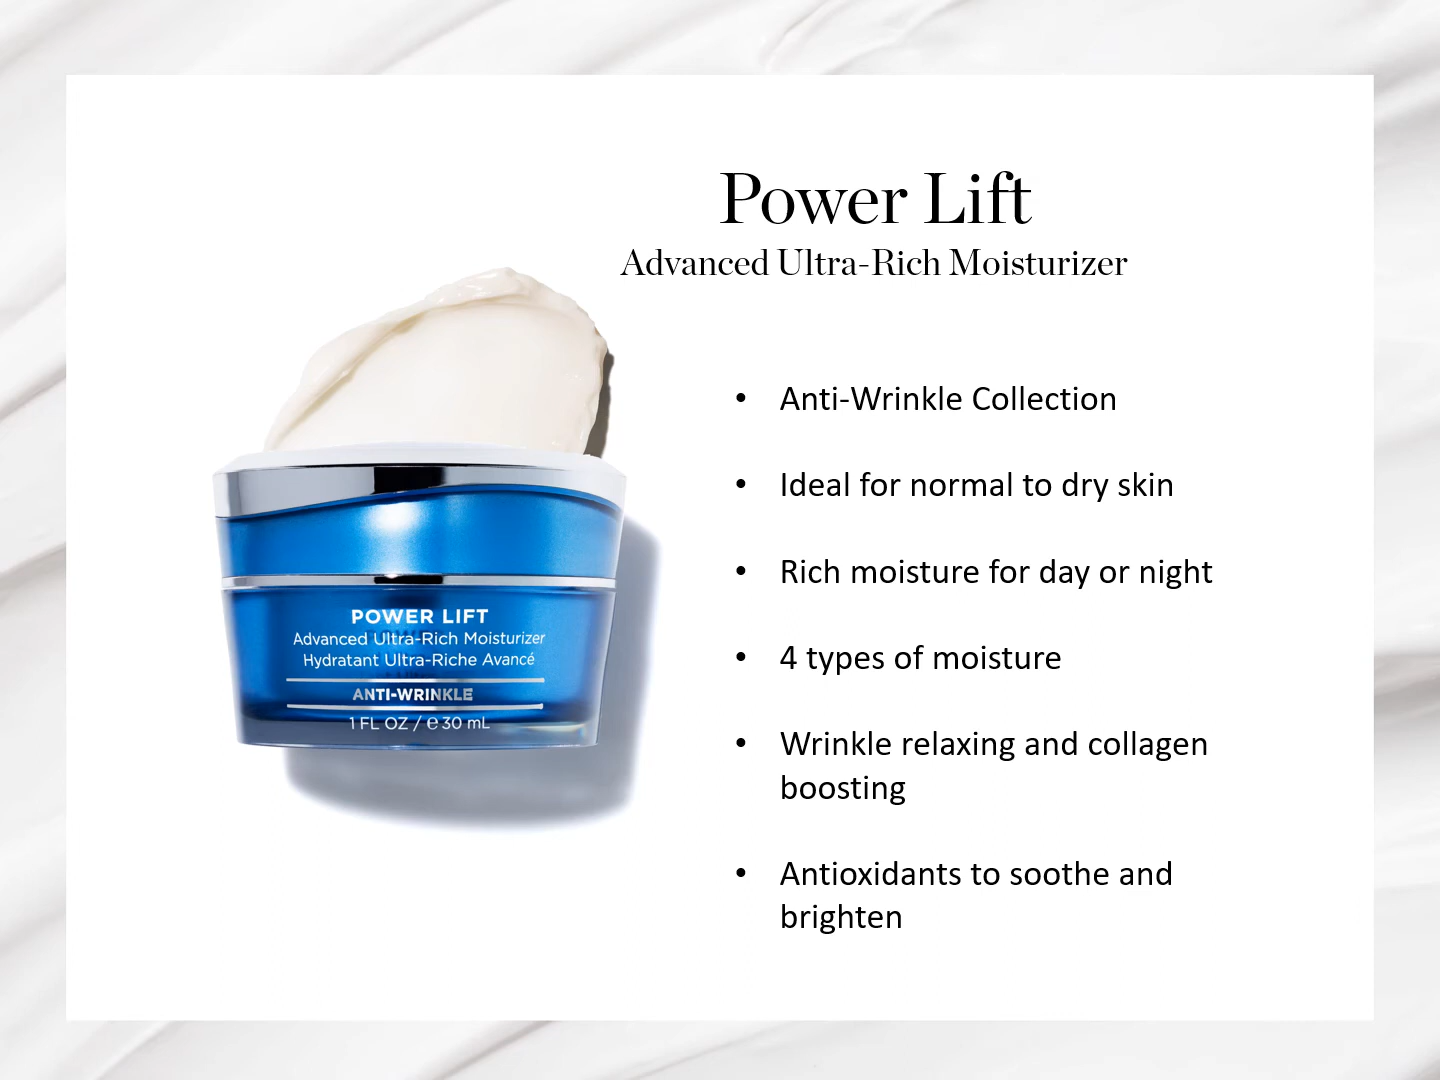 Power Lift
Advanced Ultra-Rich Moisturizer
• Anti-Wrinkle Collection
• Ideal for normal to dry skin
• Rich moisture for day or night
• 4 types of moisture
• Wrinkle relaxing and collagen
boosting
• Antioxidants to soothe and
brighten
POWER LIFT
Advanced Ultra-Rich Moisturizer
Hydratant Ultra-Riche Avancé
ANTI-WRINKLE
1 FL OZ / ℮ 30 mL